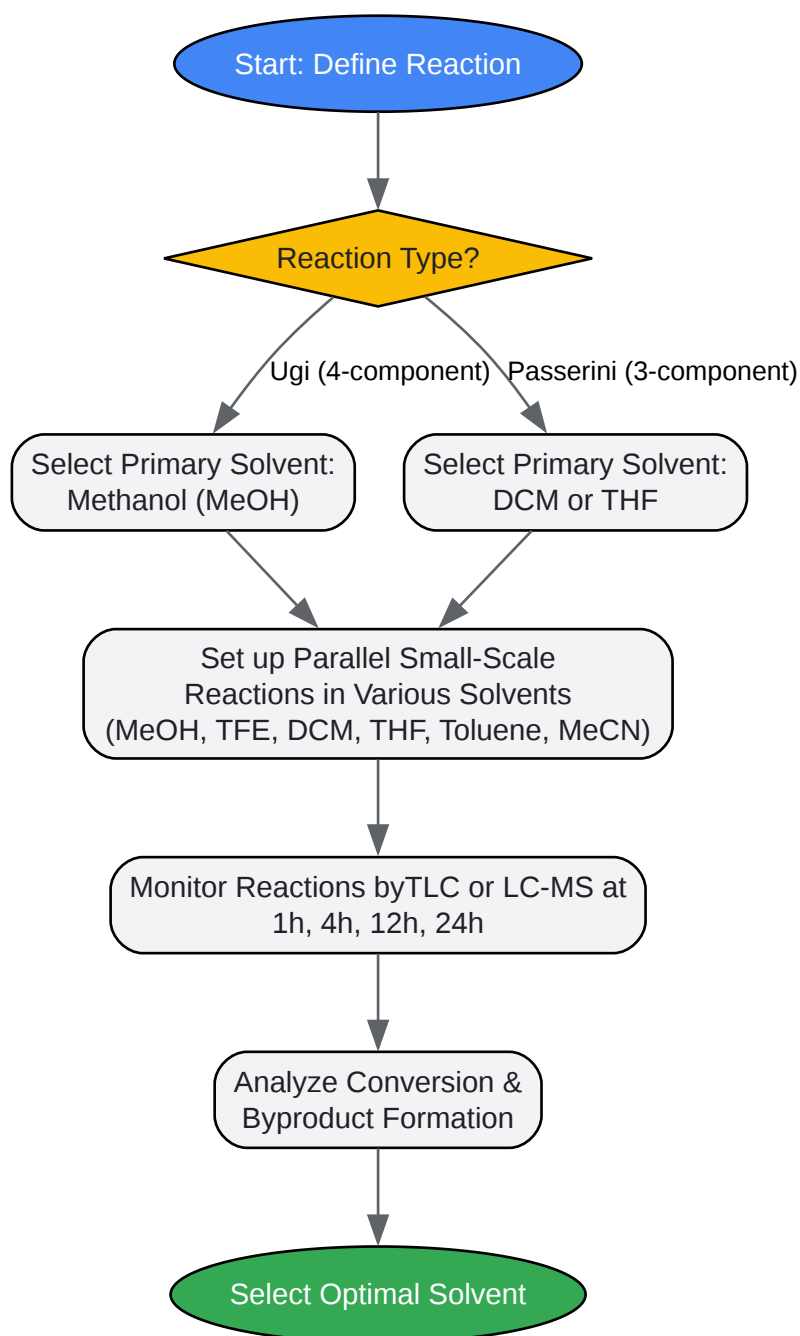 Start: Define Reaction
Reaction Type?
Ugi (4-component)
Passerini (3-component)
Select Primary Solvent:
Methanol (MeOH)
Select Primary Solvent:
DCM or THF
Set up Parallel Small-Scale
Reactions in Various Solvents
(MeOH, TFE, DCM, THF, Toluene, MeCN)
Monitor Reactions byTLC or LC-MS at
1h, 4h, 12h, 24h
Analyze Conversion &
Byproduct Formation
Select Optimal Solvent